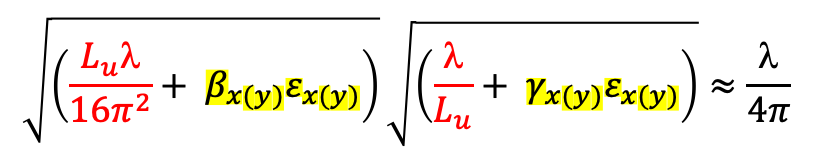 √((L_uλ/16π²) + β_x(y)ε_x(y)) √((λ/L_u) + γ_x(y)ε_x(y)) ≈ λ/4π